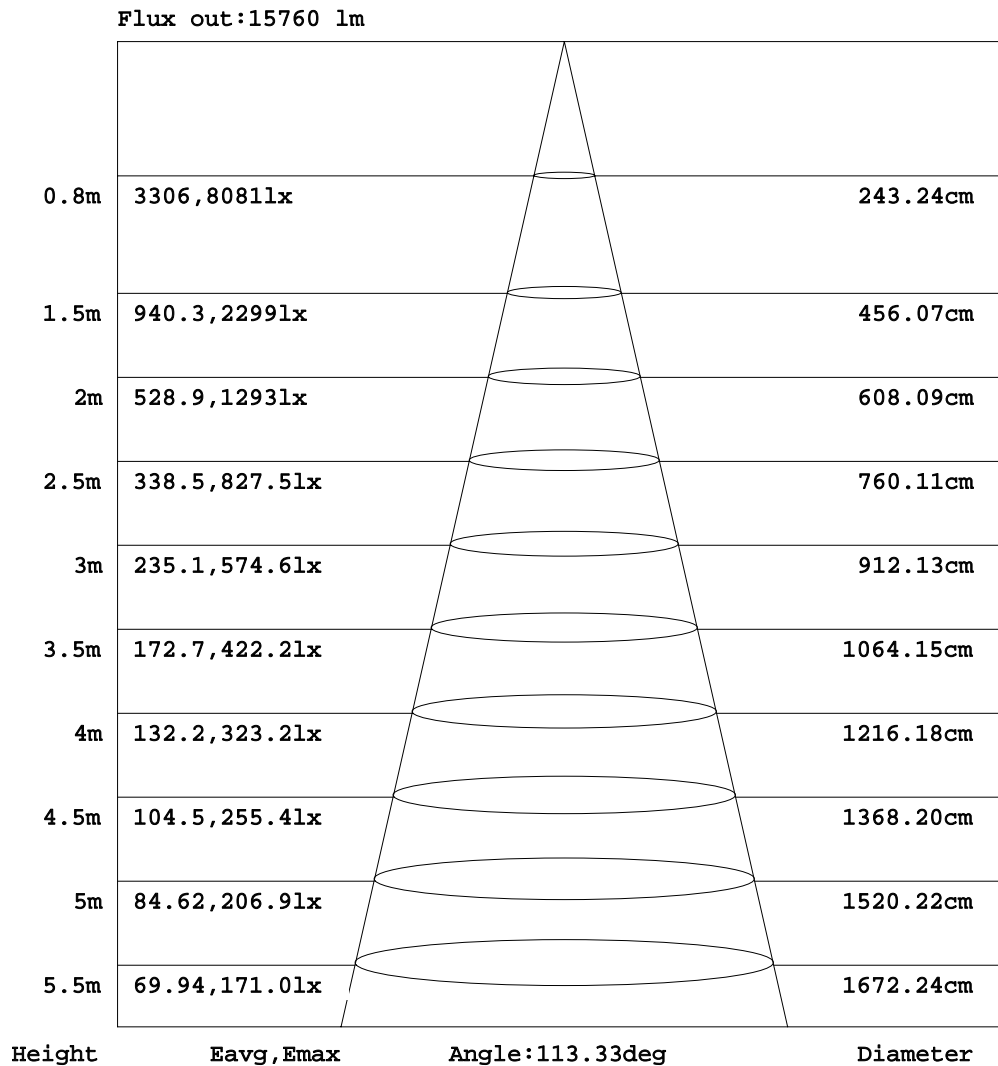 Flux out:15760 lm
0.8m 3306,8081lx 243.24cm
1.5m 940.3,2299lx 456.07cm
2m 528.9,1293lx 608.09cm
2.5m 338.5,827.5lx 760.11cm
3m 235.1,574.6lx 912.13cm
3.5m 172.7,422.2lx 1064.15cm
4m 132.2,323.2lx 1216.18cm
4.5m 104.5,255.4lx 1368.20cm
5m 84.62,206.9lx 1520.22cm
5.5m 69.94,171.0lx 1672.24cm
Height Eavg,Emax Angle:113.33deg Diameter